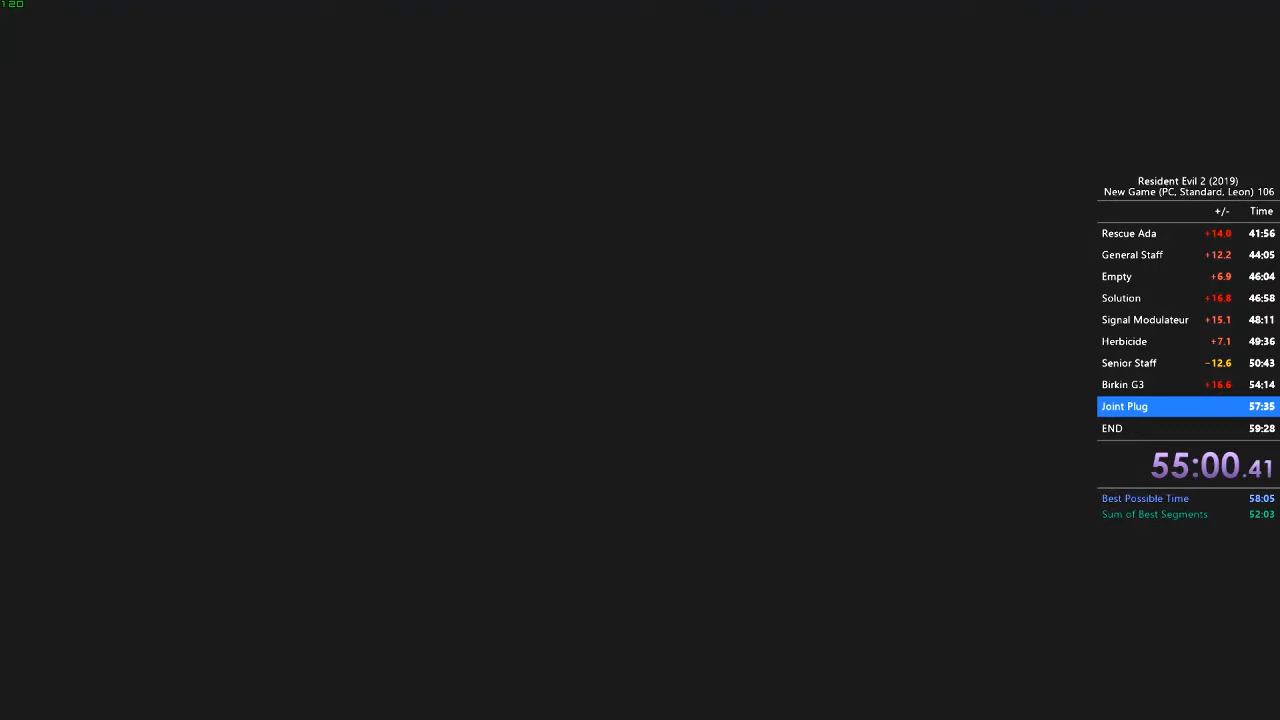 120
Resident Evil 2 (2019)
New Game (PC, Standard, Leon) 106
+/- Time
Rescue Ada +14.0 41:56
General Staff +12.2 44:05
Empty +6.9 46:04
Solution +16.8 46:58
Signal Modulateur +15.1 48:11
Herbicide +7.1 49:36
Senior Staff −12.6 50:43
Birkin G3 +16.6 54:14
Joint Plug 57:35
END 59:28
55:00.41
Best Possible Time 58:05
Sum of Best Segments 52:03